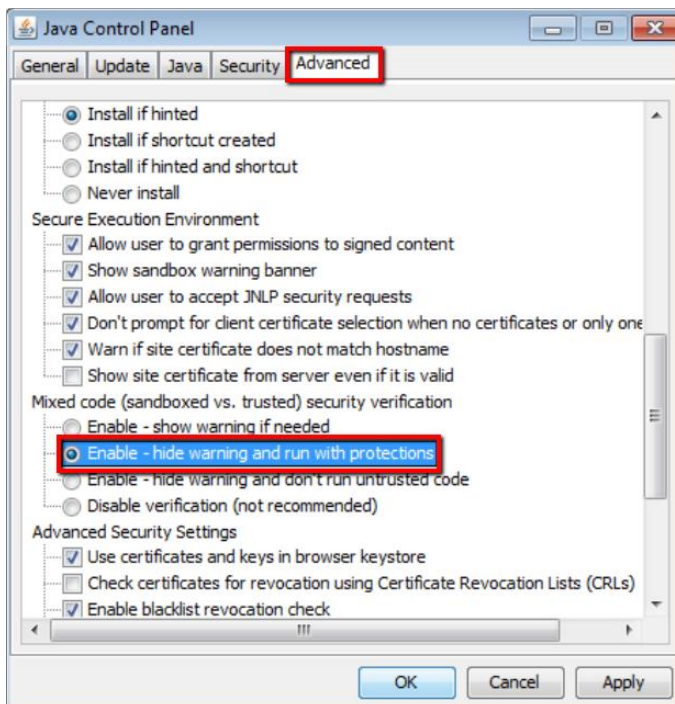 Java Control Panel
General Update Java Security Advanced
Install if hinted
Install if shortcut created
Install if hinted and shortcut
Never install
Secure Execution Environment
Allow user to grant permissions to signed content
Show sandbox warning banner
Allow user to accept JNLP security requests
Don't prompt for client certificate selection when no certificates or only one
Warn if site certificate does not match hostname
Show site certificate from server even if it is valid
Mixed code (sandboxed vs. trusted) security verification
Enable - show warning if needed
Enable - hide warning and run with protections
Enable - hide warning and don't run untrusted code
Disable verification (not recommended)
Advanced Security Settings
Use certificates and keys in browser keystore
Check certificates for revocation using Certificate Revocation Lists (CRLs)
Enable blacklist revocation check
OK Cancel Apply